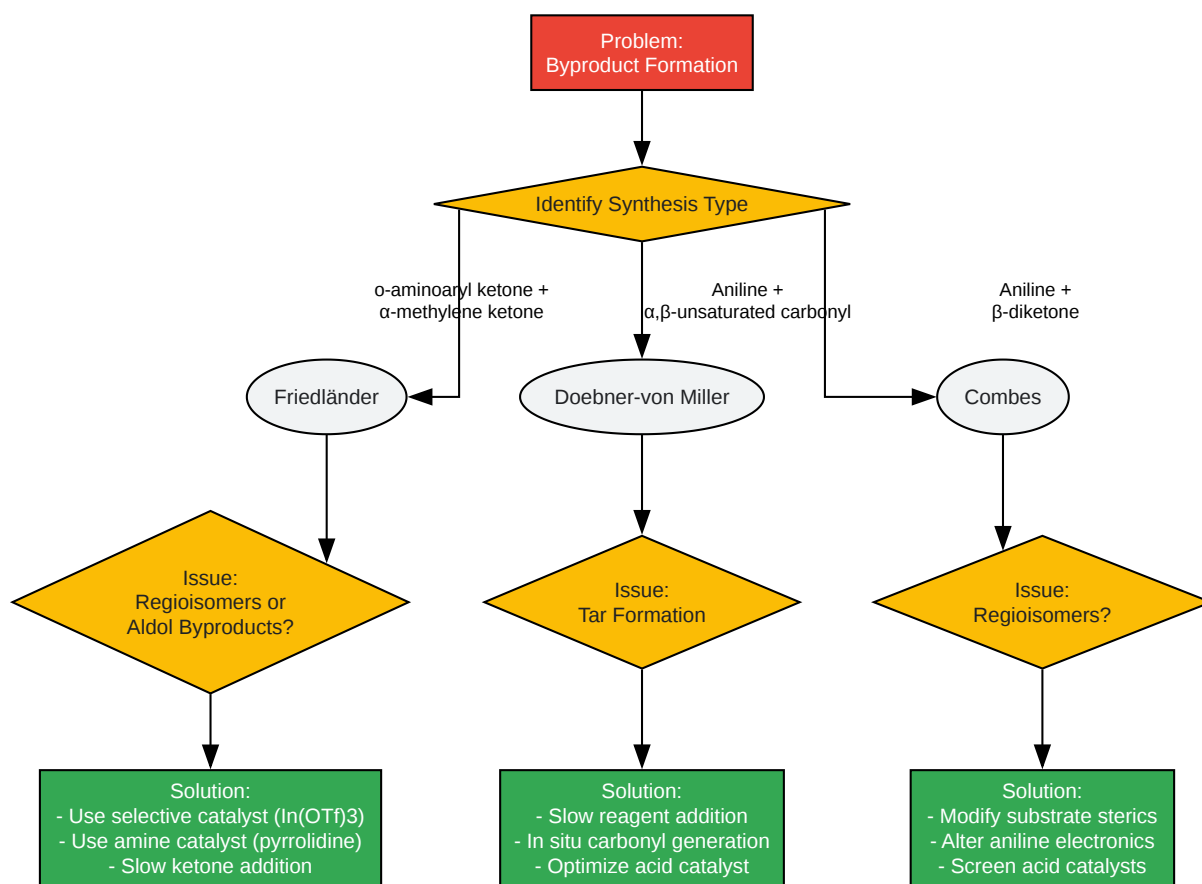 Problem:
Byproduct Formation
Identify Synthesis Type
o-aminoaryl ketone +
α-methylene ketone
Aniline +
α,β-unsaturated carbonyl
Aniline +
β-diketone
Friedländer
Doebner-von Miller
Combes
Issue:
Regioisomers or
Aldol Byproducts?
Issue:
Tar Formation
Issue:
Regioisomers?
Solution:
- Use selective catalyst (In(OTf)3)
- Use amine catalyst (pyrrolidine)
- Slow ketone addition
Solution:
- Slow reagent addition
- In situ carbonyl generation
- Optimize acid catalyst
Solution:
- Modify substrate sterics
- Alter aniline electronics
- Screen acid catalysts